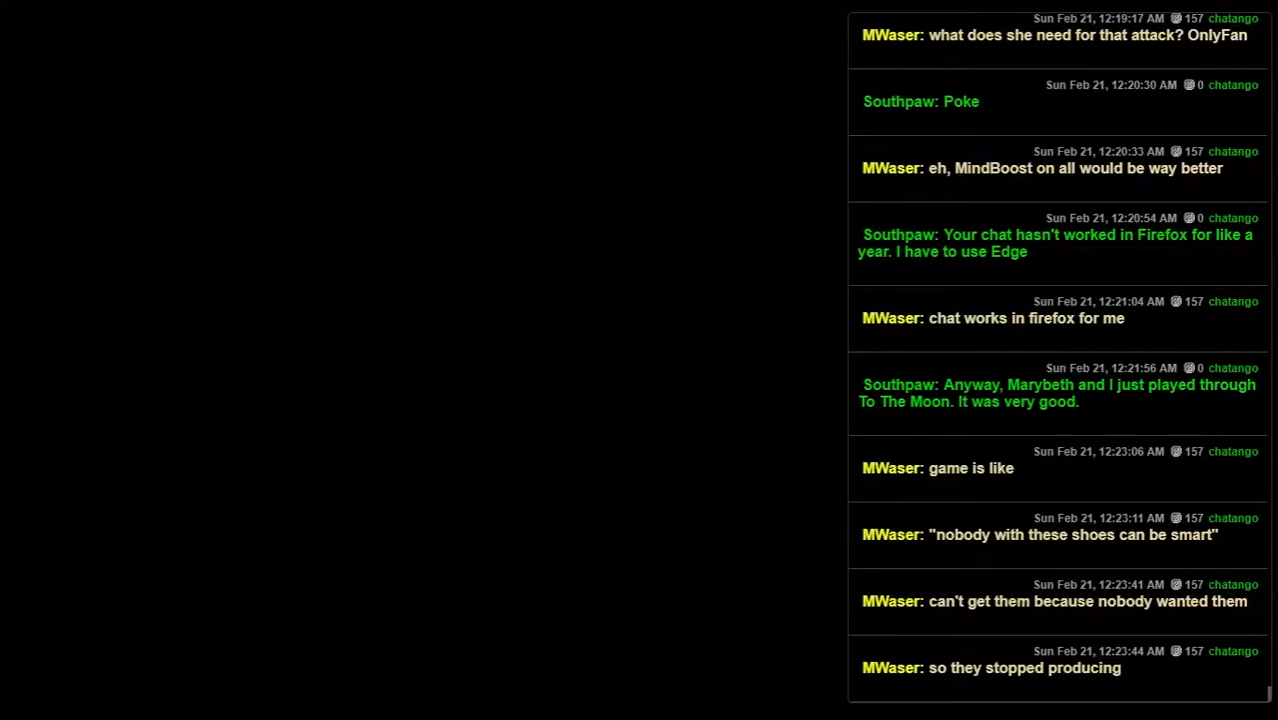 Sun Feb 21, 12:19:17 AM 157 chatango
MWaser: what does she need for that attack? OnlyFan
Sun Feb 21, 12:20:30 AM 0 chatango
Southpaw: Poke
Sun Feb 21, 12:20:33 AM 157 chatango
MWaser: eh, MindBoost on all would be way better
Sun Feb 21, 12:20:54 AM 0 chatango
Southpaw: Your chat hasn't worked in Firefox for like a
year. I have to use Edge
Sun Feb 21, 12:21:04 AM 157 chatango
MWaser: chat works in firefox for me
Sun Feb 21, 12:21:56 AM 0 chatango
Southpaw: Anyway, Marybeth and I just played through
To The Moon. It was very good.
Sun Feb 21, 12:23:06 AM 157 chatango
MWaser: game is like
Sun Feb 21, 12:23:11 AM 157 chatango
MWaser: "nobody with these shoes can be smart"
Sun Feb 21, 12:23:41 AM 157 chatango
MWaser: can't get them because nobody wanted them
Sun Feb 21, 12:23:44 AM 157 chatango
MWaser: so they stopped producing